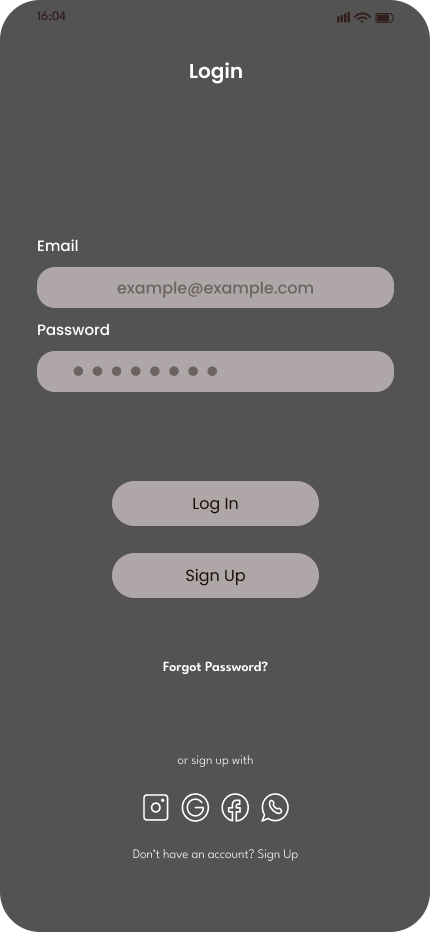 16:04
Login
Email
example@example.com
Password
Log In
Sign Up
Forgot Password?
or sign up with
Don't have an account? Sign Up